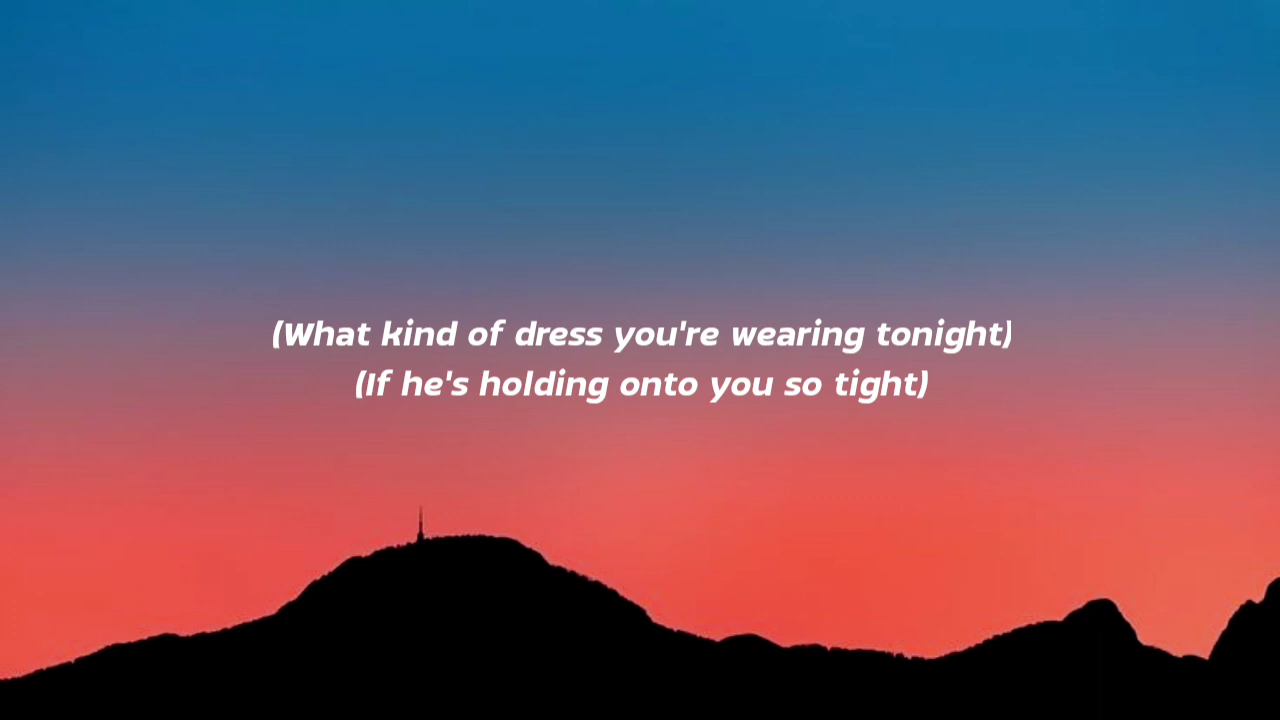 (What kind of dress you're wearing tonight)
(If he's holding onto you so tight)